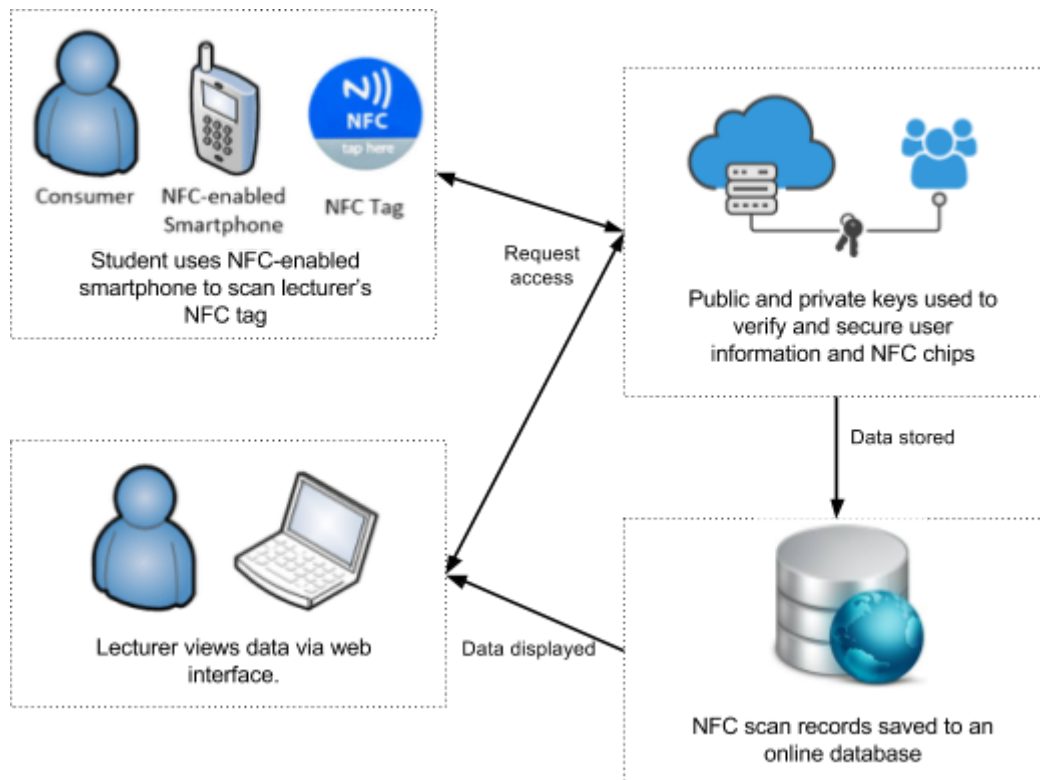 NFC
tap here
Consumer
NFC-enabled
Smartphone
NFC Tag
Student uses NFC-enabled
smartphone to scan lecturer's
NFC tag
Request
access
Public and private keys used to
verify and secure user
information and NFC chips
Data stored
Lecturer views data via web
interface.
Data displayed
NFC scan records saved to an
online database